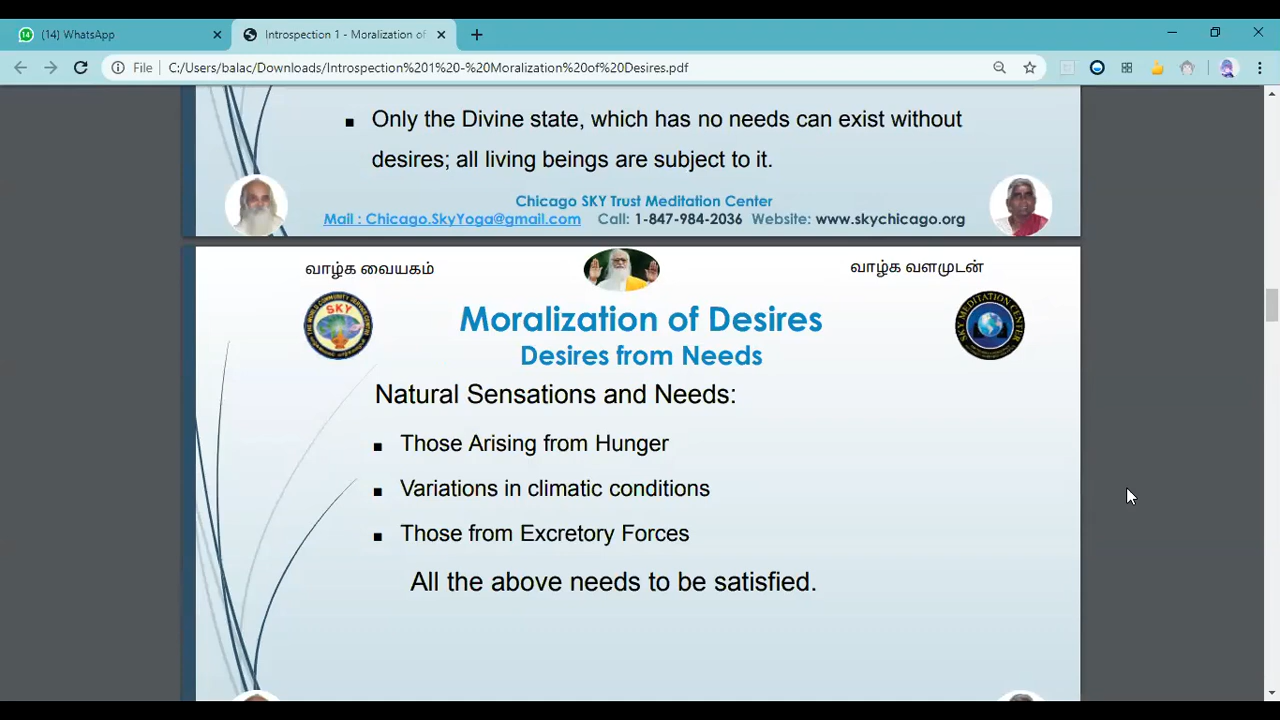 (14) WhatsApp
Introspection 1 - Moralization of
File
C:/Users/balac/Downloads/Introspection%201%20-%20Moralization%20of%20Desires.pdf
Only the Divine state, which has no needs can exist without
desires; all living beings are subject to it.
Chicago SKY Trust Meditation Center
Mail : Chicago.SkyYoga@gmail.com Call: 1-847-984-2036 Website: www.skychicago.org
வாழ்க வையகம்
வாழ்க வளமுடன்
SKY
Moralization of Desires
Desires from Needs
Natural Sensations and Needs:
Those Arising from Hunger
Variations in climatic conditions
Those from Excretory Forces
All the above needs to be satisfied.